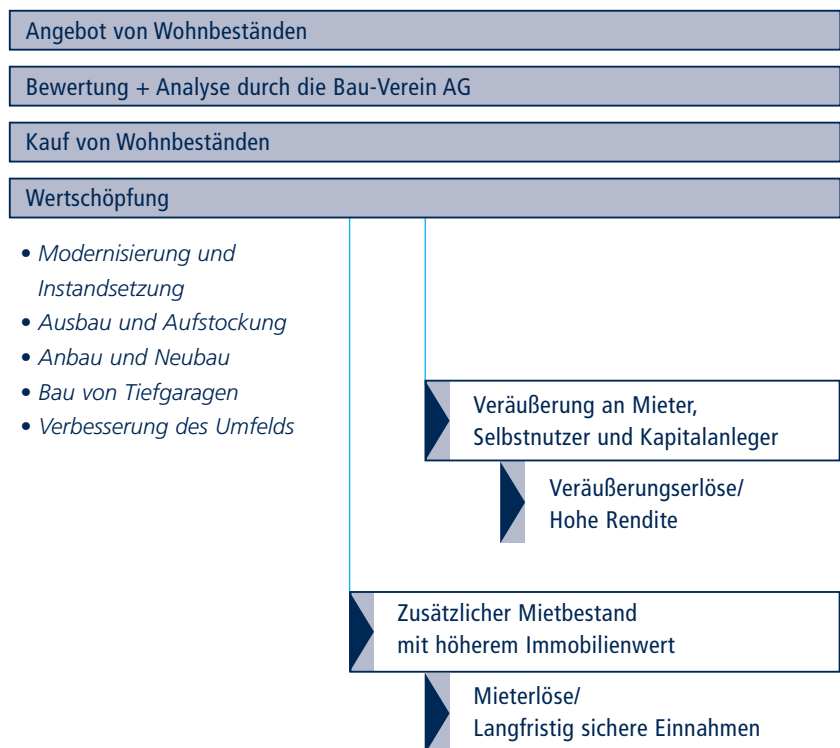 Angebot von Wohnbeständen
Bewertung + Analyse durch die Bau-Verein AG
Kauf von Wohnbeständen
Wertschöpfung
• Modernisierung und
Instandsetzung
• Ausbau und Aufstockung
• Anbau und Neubau
• Bau von Tiefgaragen
• Verbesserung des Umfelds
Veräußerung an Mieter,
Selbstnutzer und Kapitalanleger
Veräußerungserlöse/
Hohe Rendite
Zusätzlicher Mietbestand
mit höherem Immobilienwert
Mieterlöse/
Langfristig sichere Einnahmen